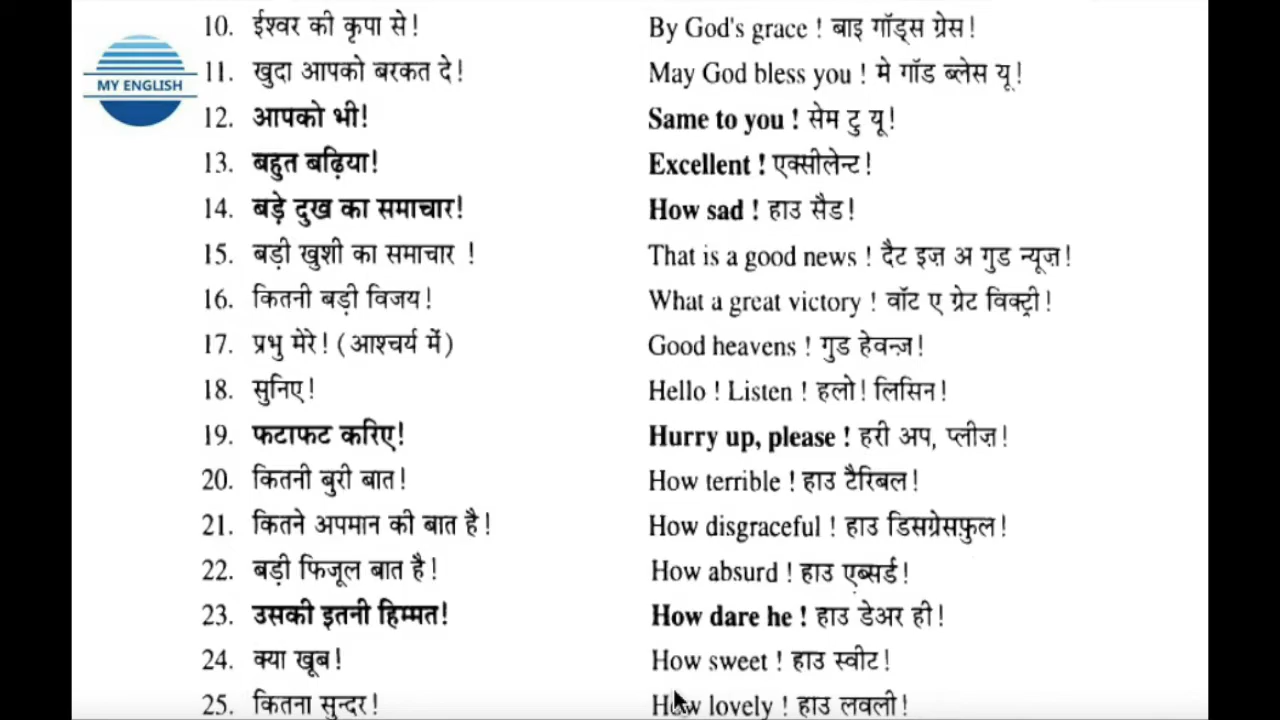 MY ENGLISH
10. ईश्वर की कृपा से! By God's grace ! बाइ गॉड्स ग्रेस!
11. खुदा आपको बरकत दे! May God bless you ! मे गॉड ब्लेस यू!
12. आपको भी! Same to you ! सेम टु यू!
13. बहुत बढ़िया! Excellent ! एक्सीलेन्ट!
14. बड़े दुख का समाचार! How sad ! हाउ सैड!
15. बड़ी खुशी का समाचार ! That is a good news ! दैट इज़ अ गुड न्यूज़!
16. कितनी बड़ी विजय! What a great victory ! वॉट ए ग्रेट विक्ट्री!
17. प्रभु मेरे! (आश्चर्य में) Good heavens ! गुड हेवन्ज़!
18. सुनिए! Hello ! Listen ! हलो! लिसिन!
19. फटाफट करिए! Hurry up, please ! हरी अप, प्लीज़!
20. कितनी बुरी बात! How terrible ! हाउ टैरिबल!
21. कितने अपमान की बात है! How disgraceful ! हाउ डिसग्रेसफ़ुल!
22. बड़ी फिजूल बात है! How absurd ! हाउ एब्सर्ड!
23. उसकी इतनी हिम्मत! How dare he ! हाउ डेअर ही!
24. क्या खूब! How sweet ! हाउ स्वीट!
25. कितना सुन्दर! How lovely ! हाउ लवली!